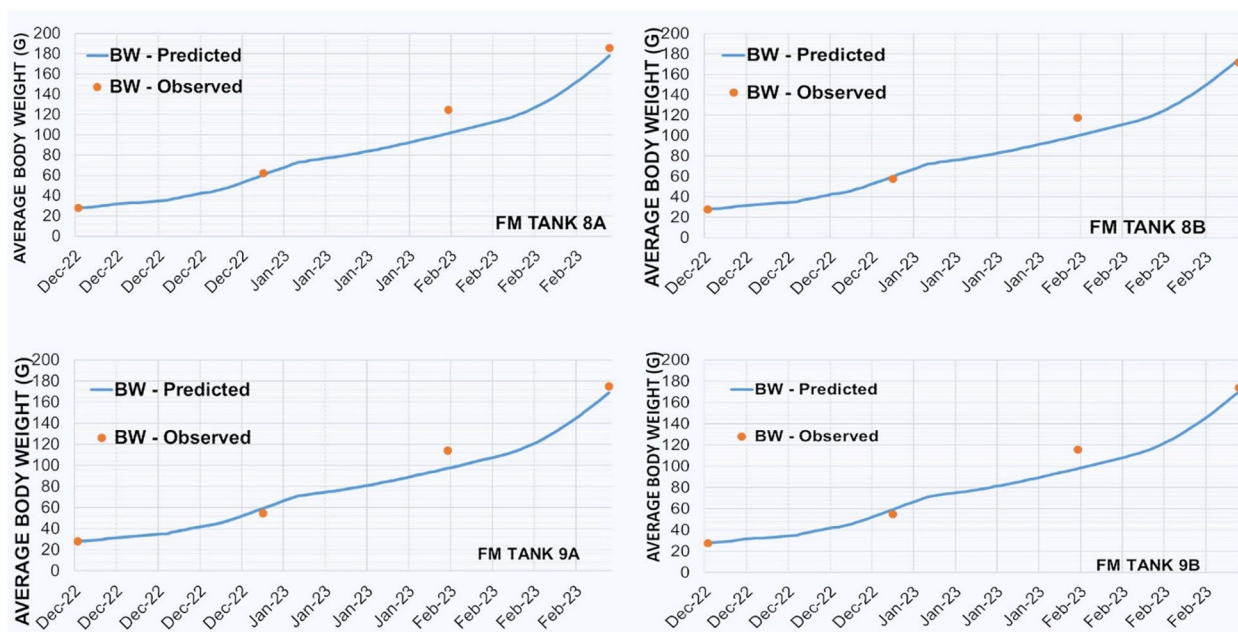 AVERAGE BODY WEIGHT (G)
200
180
160
140
120
100
80
60
40
20
0
BW - Predicted
BW - Observed
FM TANK 8A
Dec-22 Dec-22 Dec-22 Dec-22 Dec-22 Jan-23 Jan-23 Jan-23 Jan-23 Feb-23 Feb-23 Feb-23 Feb-23
AVERAGE BODY WEIGHT (G)
200
180
160
140
120
100
80
60
40
20
0
BW - Predicted
BW - Observed
FM TANK 8B
Dec-22 Dec-22 Dec-22 Dec-22 Dec-22 Jan-23 Jan-23 Jan-23 Jan-23 Feb-23 Feb-23 Feb-23 Feb-23
AVERAGE BODY WEIGHT (G)
200
180
160
140
120
100
80
60
40
20
0
BW - Predicted
BW - Observed
FM TANK 9A
Dec-22 Dec-22 Dec-22 Dec-22 Dec-22 Jan-23 Jan-23 Jan-23 Jan-23 Feb-23 Feb-23 Feb-23 Feb-23
AVERAGE BODY WEIGHT (G)
200
180
160
140
120
100
80
60
40
20
0
BW - Predicted
BW - Observed
FM TANK 9B
Dec-22 Dec-22 Dec-22 Dec-22 Dec-22 Jan-23 Jan-23 Jan-23 Jan-23 Feb-23 Feb-23 Feb-23 Feb-23